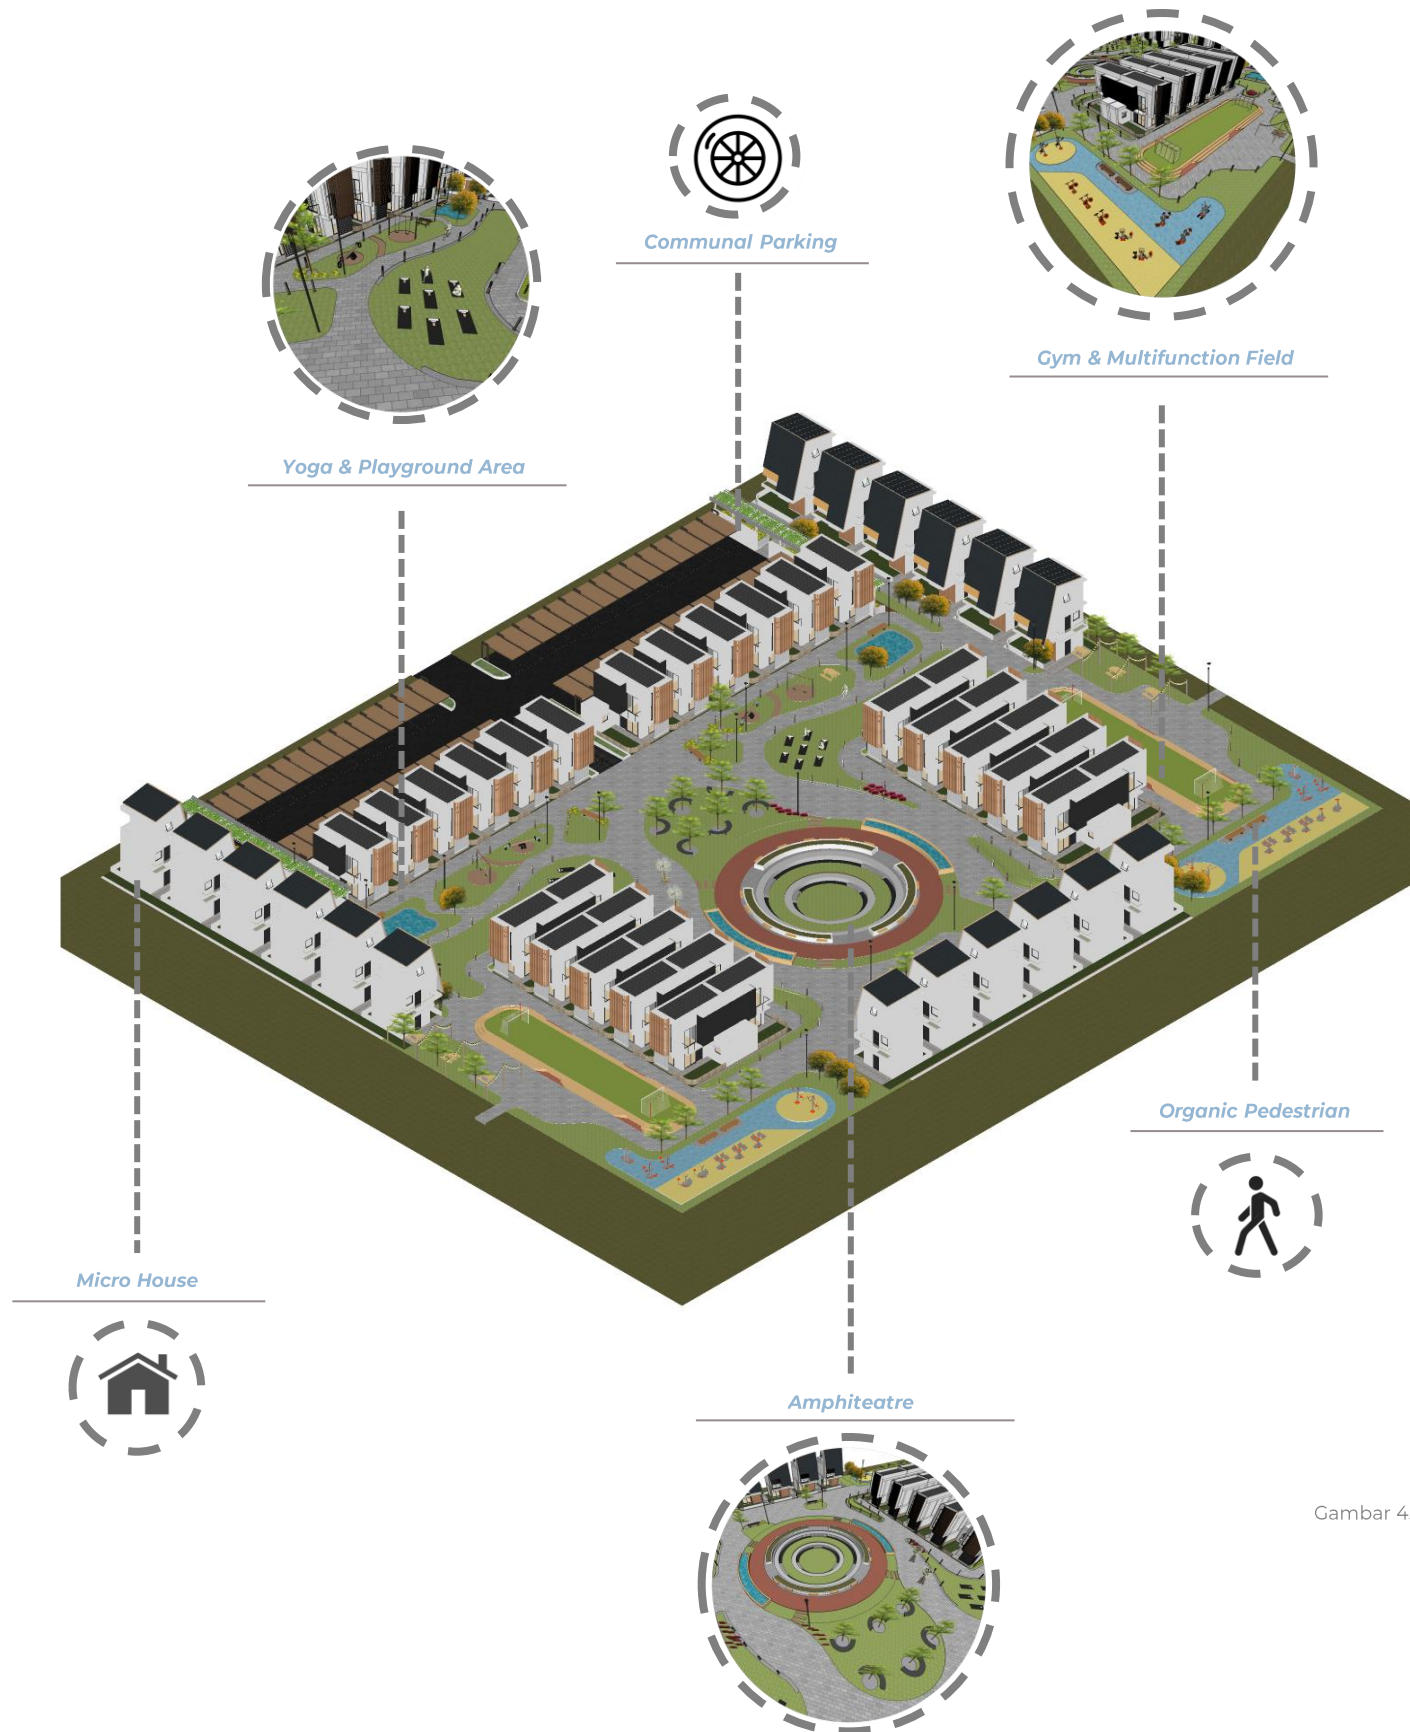 Communal Parking
Gym & Multifunction Field
Yoga & Playground Area
Organic Pedestrian
Micro House
Amphiteatre
Gambar 4